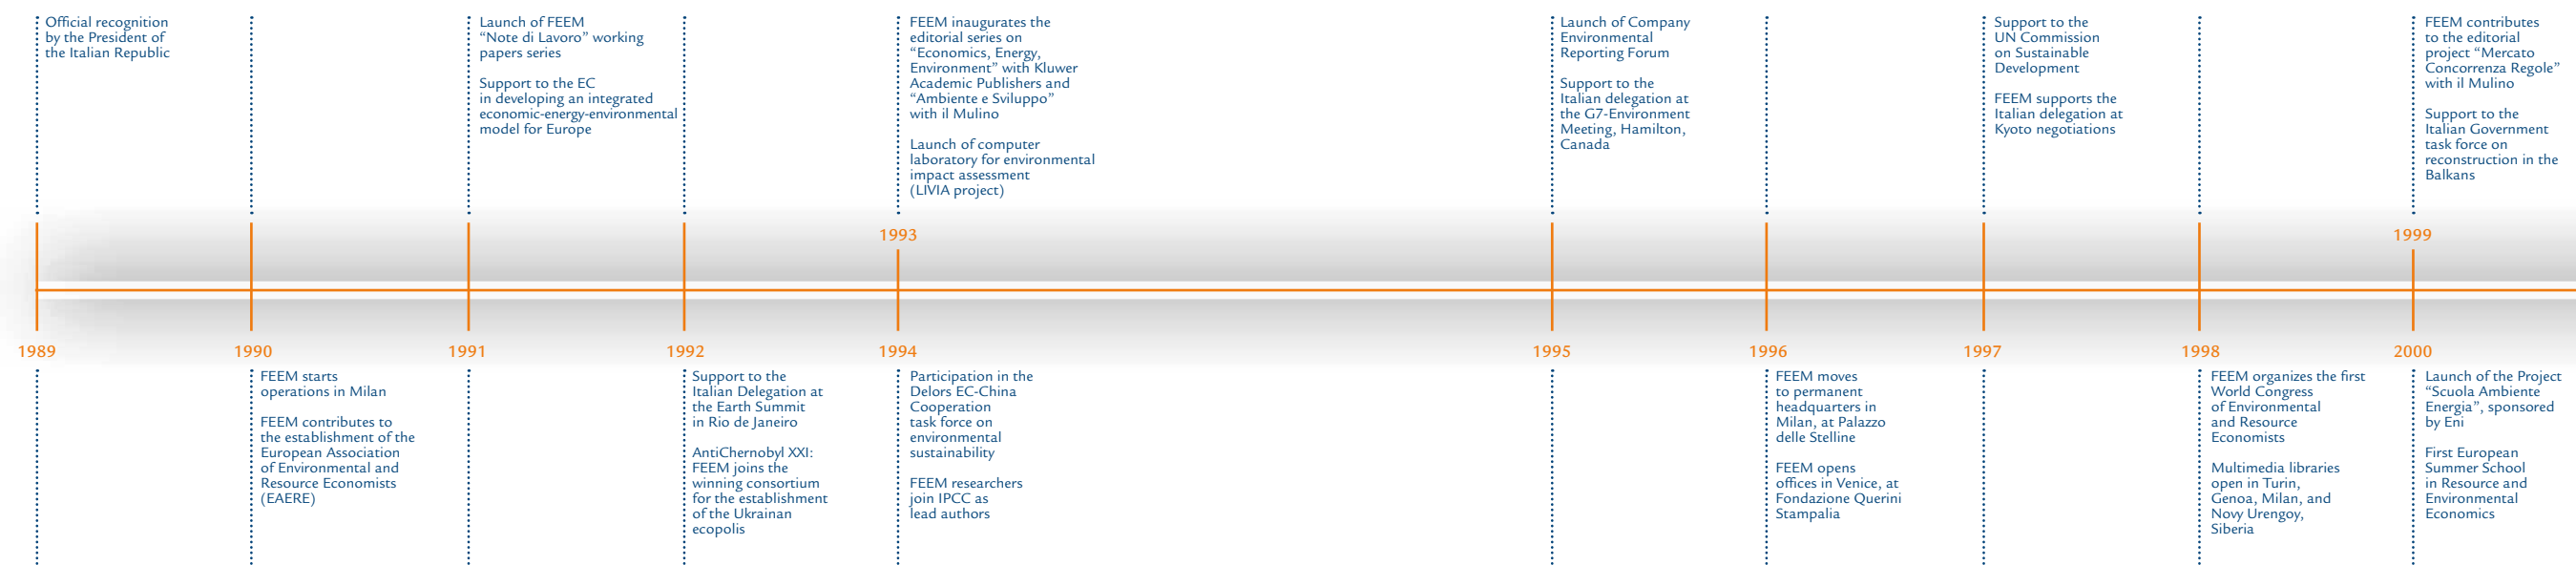 Official recognition
by the President of
the Italian Republic
Launch of FEEM
“Note di Lavoro” working
papers series
Support to the EC
in developing an integrated
economic-energy-environmental
model for Europe
FEEM inaugurates the
editorial series on
“Economics, Energy,
Environment” with Kluwer
Academic Publishers and
“Ambiente e Sviluppo”
with il Mulino
Launch of computer
laboratory for environmental
impact assessment
(LIVIA project)
Launch of Company
Environmental
Reporting Forum
Support to the
Italian delegation at
the G7-Environment
Meeting, Hamilton,
Canada
Support to the
UN Commission
on Sustainable
Development
FEEM supports the
Italian delegation at
Kyoto negotiations
FEEM contributes
to the editorial
project “Mercato
Concorrenza Regole”
with il Mulino
Support to the
Italian Government
task force on
reconstruction in the
Balkans
1993
1999
1989
1990
1991
1992
1994
1995
1996
1997
1998
2000
FEEM starts
operations in Milan
FEEM contributes to
the establishment of the
European Association
of Environmental and
Resource Economists
(EAERE)
Support to the
Italian Delegation at
the Earth Summit
in Rio de Janeiro
AntiChernobyl XXI:
FEEM joins the
winning consortium
for the establishment
of the Ukrainan
ecopolis
Participation in the
Delors EC-China
Cooperation
task force on
environmental
sustainability
FEEM researchers
join IPCC as
lead authors
FEEM moves
to permanent
headquarters in
Milan, at Palazzo
delle Stelline
FEEM opens
offices in Venice, at
Fondazione Querini
Stampalia
FEEM organizes the first
World Congress
of Environmental
and Resource
Economists
Multimedia libraries
open in Turin,
Genoa, Milan, and
Novy Urengoy,
Siberia
Launch of the Project
“Scuola Ambiente
Energia”, sponsored
by Eni
First European
Summer School
in Resource and
Environmental
Economics